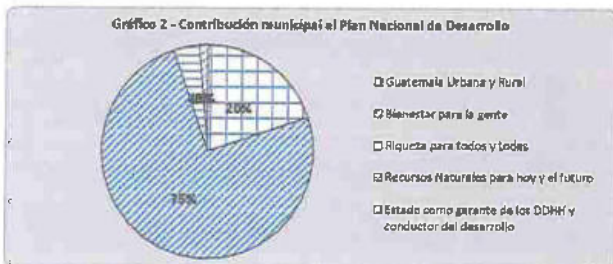 Gráfico 2 - Contribución municipal al Plan Nacional de Desarrollo
20%
75%
Guatemala Urbana y Rural
Bienestar para la gente
Riqueza para todos y todas
Recursos Naturales para hoy y el futuro
Estado como garante de los DDHH y
conductor del desarrollo